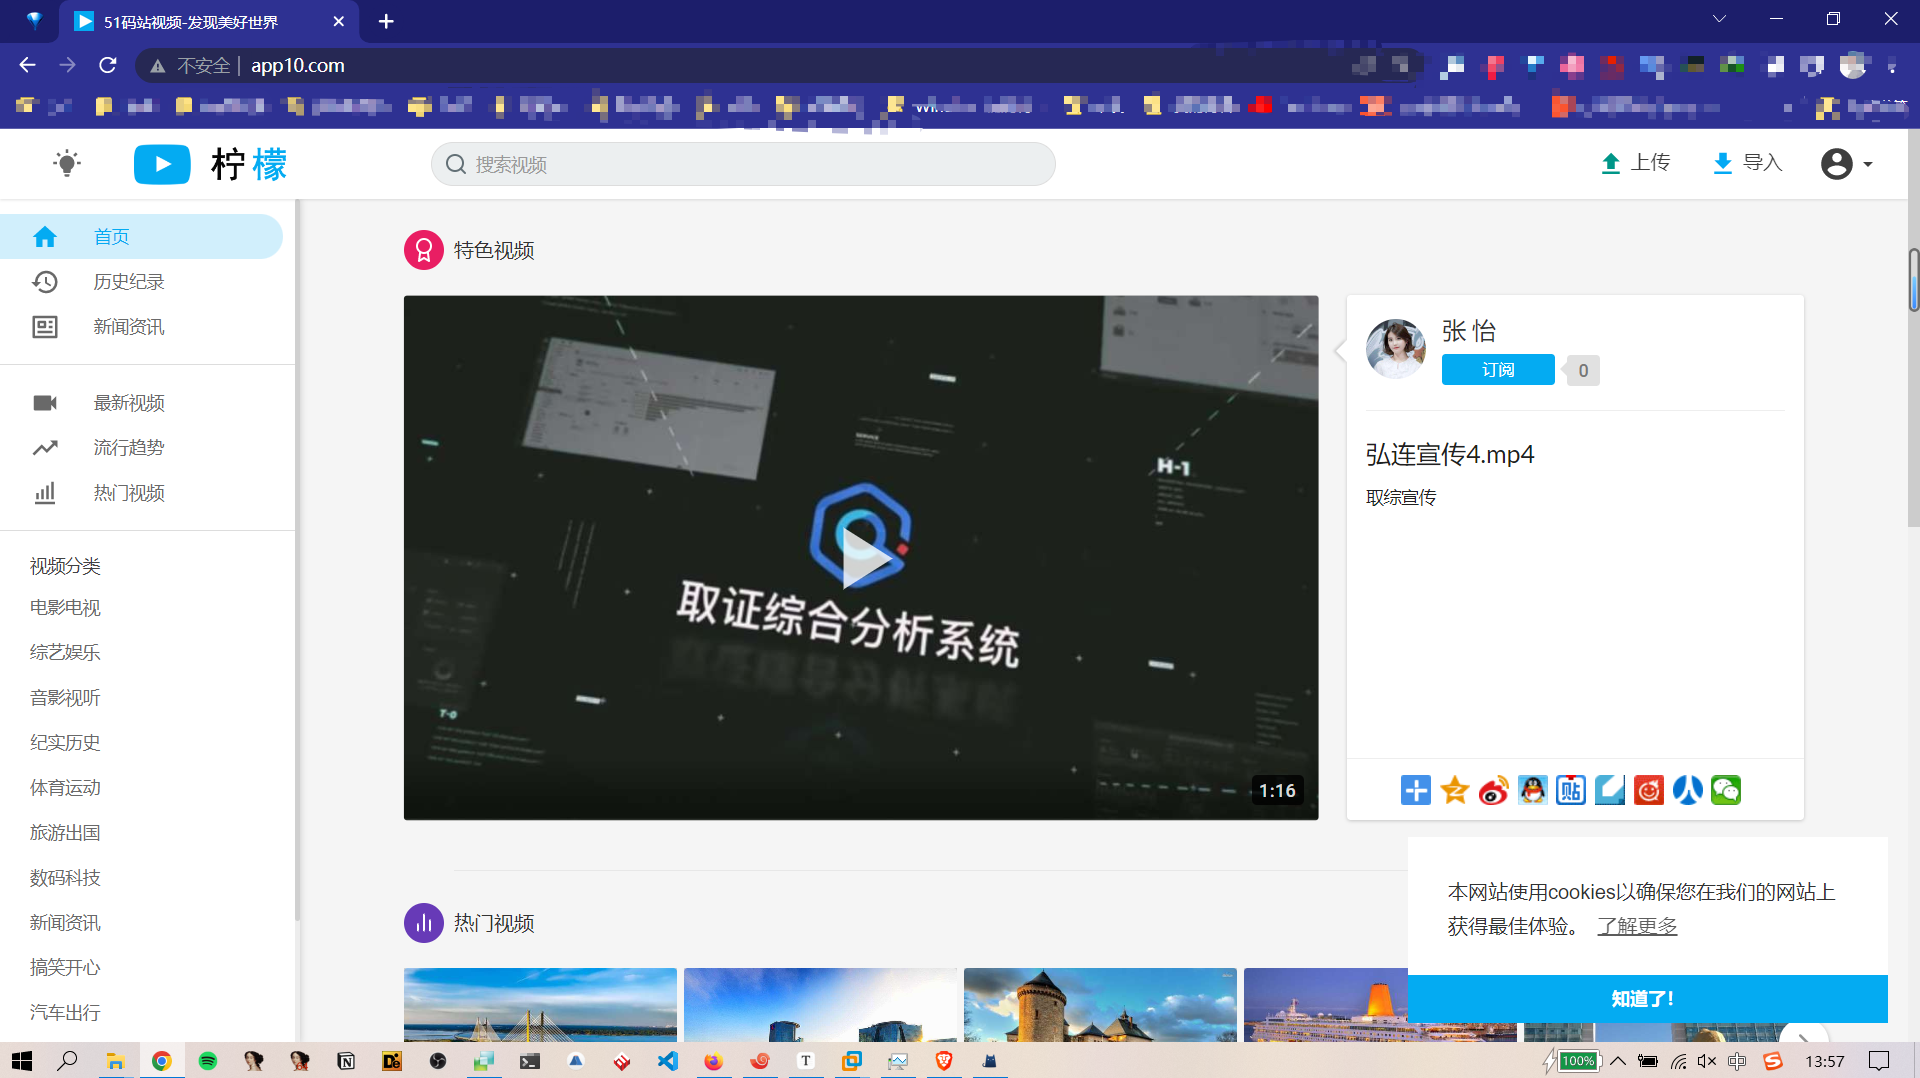 51码站视频-发现美好世界
不安全 | app10.com
柠檬
搜索视频
上传
导入
首页
历史纪录
新闻资讯
最新视频
流行趋势
热门视频
视频分类
电影电视
综艺娱乐
音影视听
纪实历史
体育运动
旅游出国
数码科技
新闻资讯
搞笑开心
汽车出行
特色视频
H-1
取证综合分析系统
T-0
1:16
张 怡
订阅
0
弘连宣传4.mp4
取综宣传
贴
热门视频
本网站使用cookies以确保您在我们的网站上
获得最佳体验。 了解更多
知道了!
100%
中
13:57